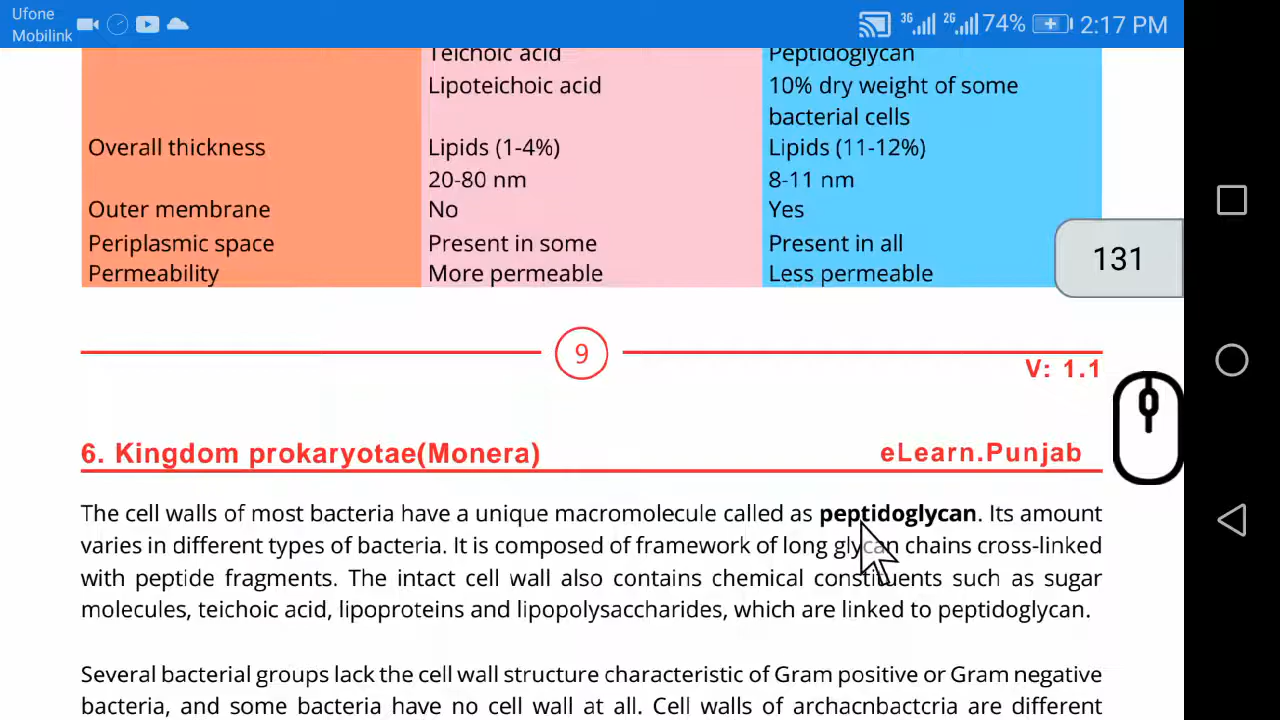 Ufone
Mobilink
3G 2G 74% 2:17 PM
Teichoic acid Peptidoglycan
Lipoteichoic acid 10% dry weight of some
bacterial cells
Overall thickness Lipids (1-4%) Lipids (11-12%)
20-80 nm 8-11 nm
Outer membrane No Yes
Periplasmic space Present in some Present in all
Permeability More permeable Less permeable
131
9
V: 1.1
6. Kingdom prokaryotae(Monera) eLearn.Punjab
The cell walls of most bacteria have a unique macromolecule called as peptidoglycan. Its amount
varies in different types of bacteria. It is composed of framework of long glycan chains cross-linked
with peptide fragments. The intact cell wall also contains chemical constituents such as sugar
molecules, teichoic acid, lipoproteins and lipopolysaccharides, which are linked to peptidoglycan.
Several bacterial groups lack the cell wall structure characteristic of Gram positive or Gram negative
bacteria, and some bacteria have no cell wall at all. Cell walls of archacnbactcria are different